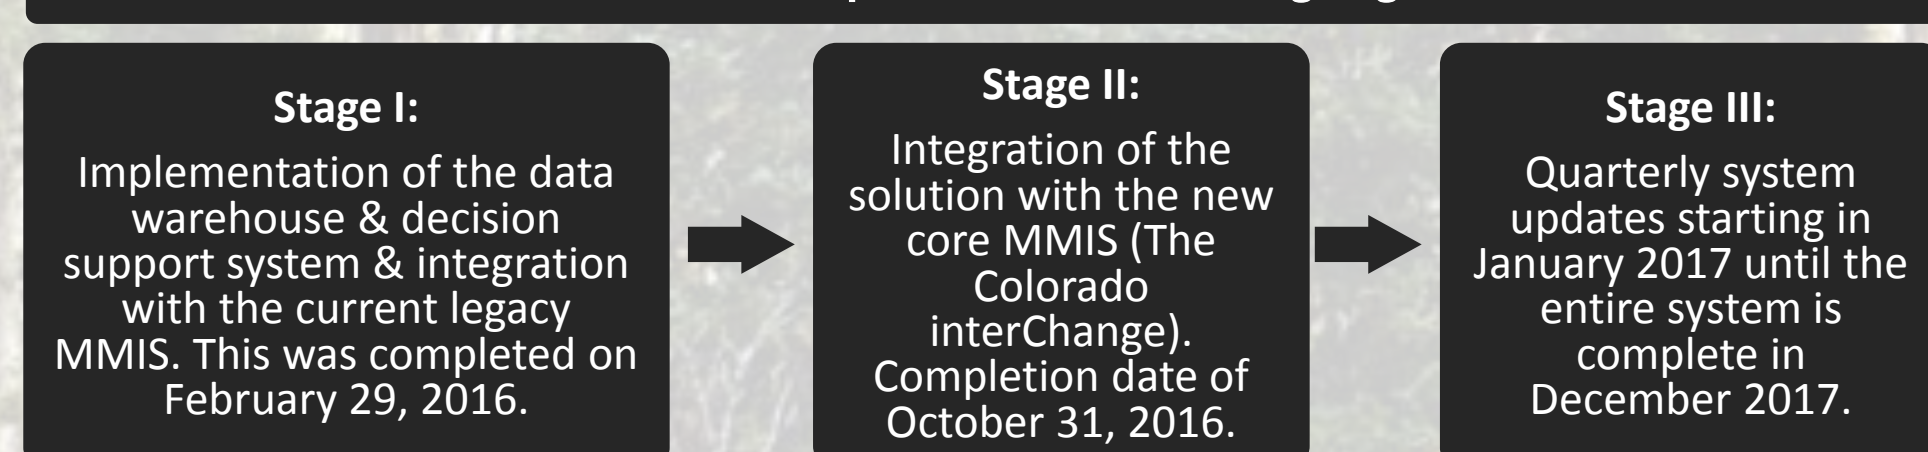 Stage I:
Implementation of the data
warehouse & decision
support system & integration
with the current legacy
MMIS. This was completed on
February 29, 2016.
Stage II:
Integration of the
solution with the new
core MMIS (The
Colorado
interChange).
Completion date of
October 31, 2016.
Stage III:
Quarterly system
updates starting in
January 2017 until the
entire system is
complete in
December 2017.